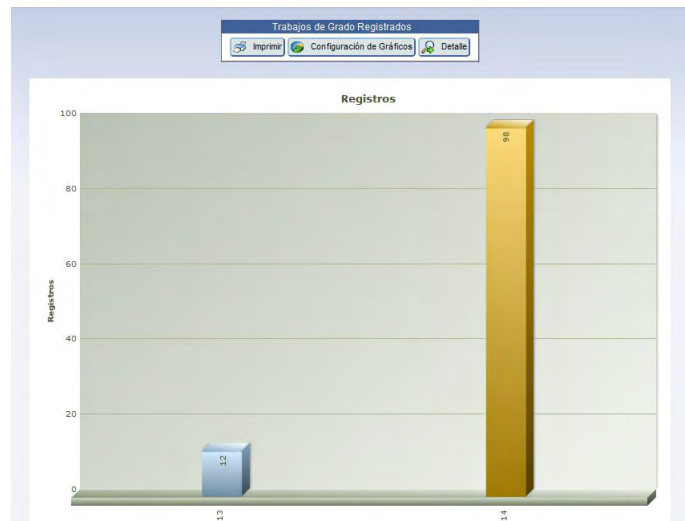 Trabajos de Grado Registrados
Imprimir Configuración de Gráficos Detalle
Registros
100
80
60
40
20
0
Registros
12
98
13
14